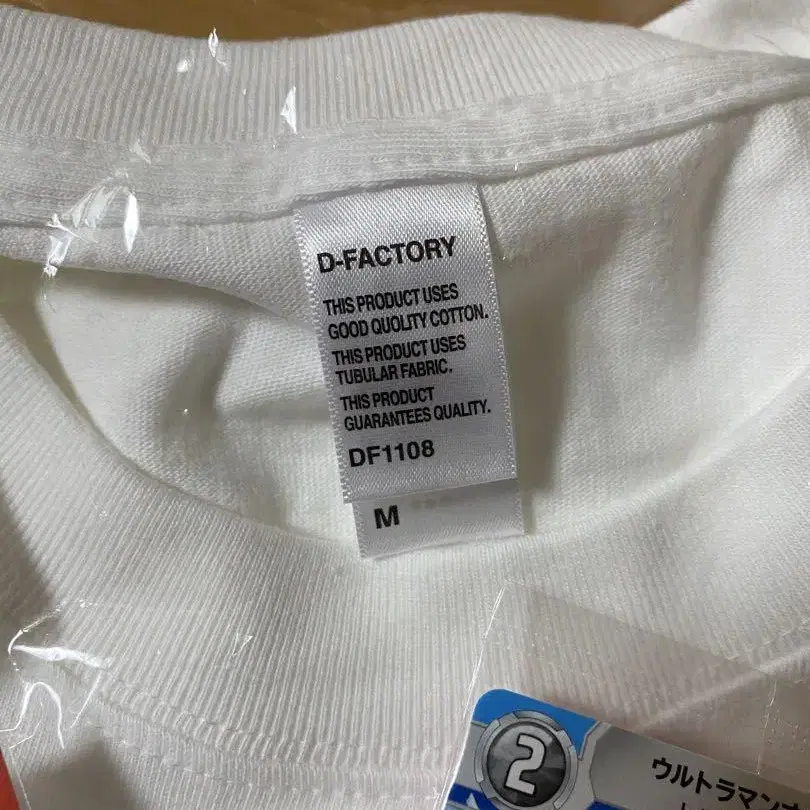 D-FACTORY
THIS PRODUCT USES
GOOD QUOLITY COTTON.
THIS PRODUCT USES
TUBULAR FABRIC.
THIS PRODUCT
GUARANTEES QUALITY.
DF1108
M
2
ウルトラマン